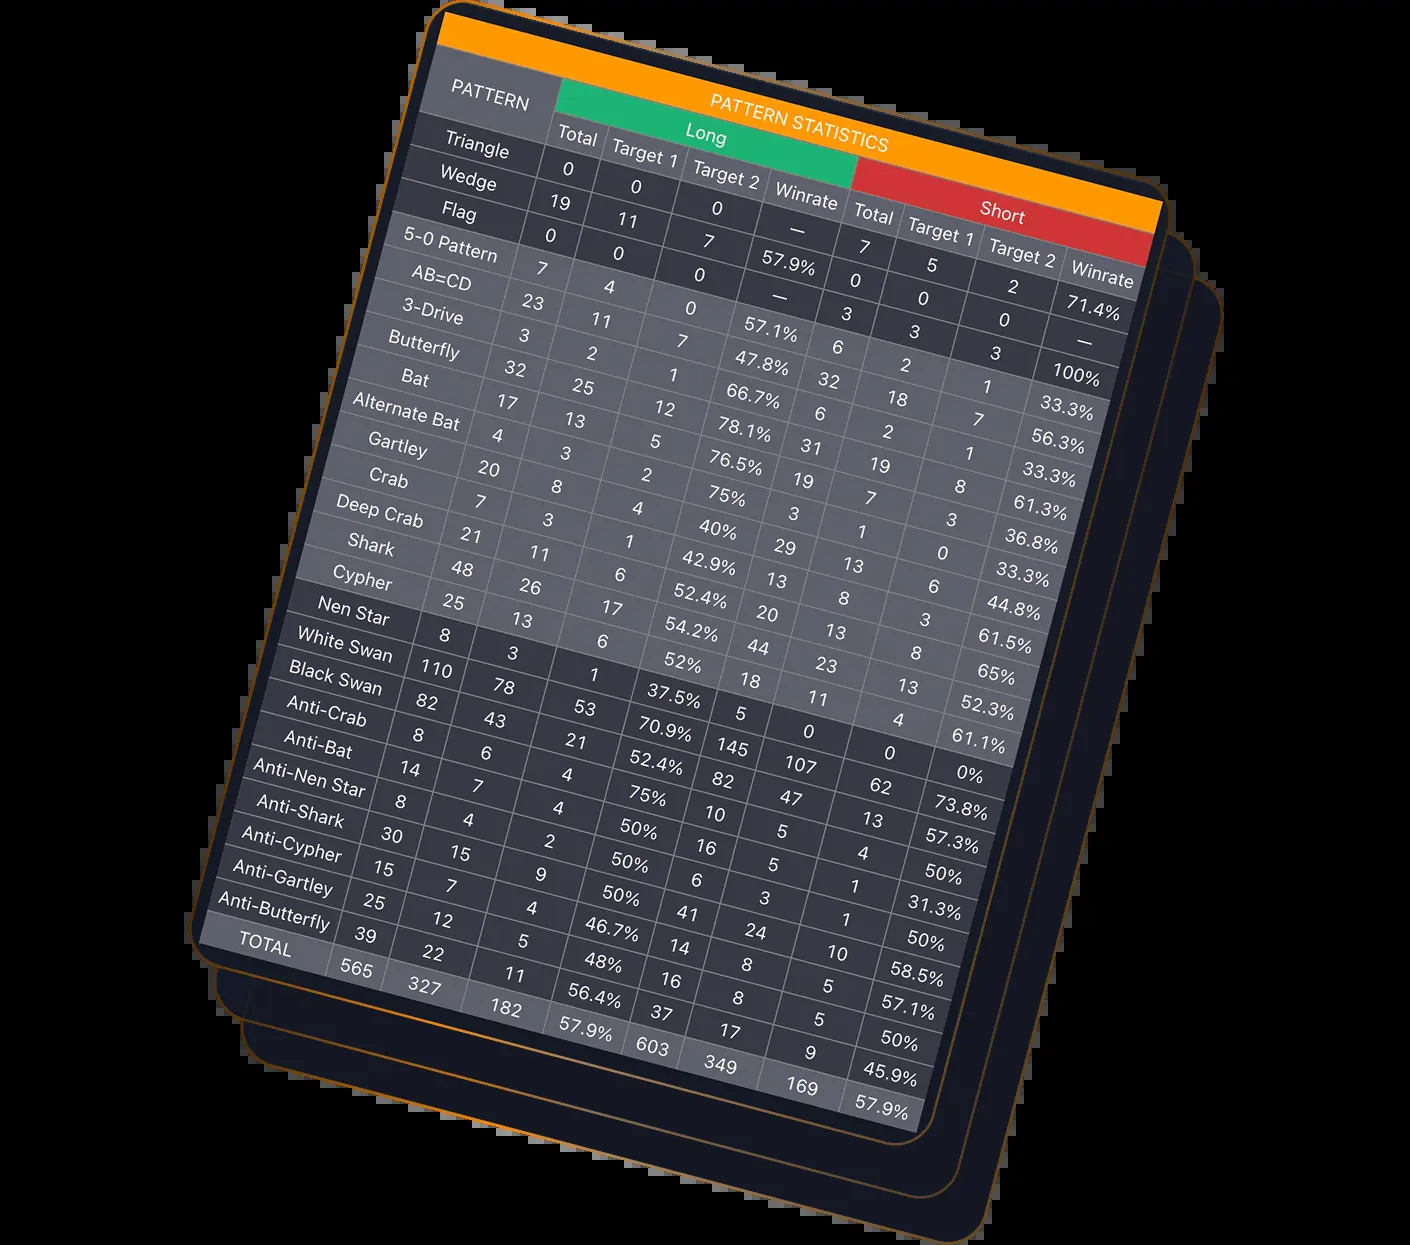 PATTERN STATISTICS
PATTERN Long Short
Total Target 1 Target 2 Winrate Total Target 1 Target 2 Winrate
Triangle 0 0 0 — 7 5 2 71.4%
Wedge 19 11 7 57.9% 0 0 0 —
Flag 0 0 0 — 3 3 3 100%
5-0 Pattern 7 4 0 57.1% 6 2 1 33.3%
AB=CD 23 11 7 47.8% 32 18 7 56.3%
3-Drive 3 2 1 66.7% 6 2 1 33.3%
Butterfly 32 25 12 78.1% 31 19 8 61.3%
Bat 17 13 5 76.5% 19 7 3 36.8%
Alternate Bat 4 3 2 75% 3 1 0 33.3%
Gartley 20 8 4 40% 29 13 6 44.8%
Crab 7 3 1 42.9% 13 8 3 61.5%
Deep Crab 21 11 6 52.4% 20 13 8 65%
Shark 48 26 17 54.2% 44 23 13 52.3%
Cypher 25 13 6 52% 18 11 4 61.1%
Nen Star 8 3 1 37.5% 5 0 0 0%
White Swan 110 78 53 70.9% 145 107 62 73.8%
Black Swan 82 43 21 52.4% 82 47 13 57.3%
Anti-Crab 8 6 4 75% 10 5 4 50%
Anti-Bat 14 7 4 50% 16 5 1 31.3%
Anti-Nen Star 8 4 2 50% 6 3 1 50%
Anti-Shark 30 15 9 50% 41 24 10 58.5%
Anti-Cypher 15 7 4 46.7% 14 8 5 57.1%
Anti-Gartley 25 12 5 48% 16 8 5 50%
Anti-Butterfly 39 22 11 56.4% 37 17 9 45.9%
TOTAL 565 327 182 57.9% 603 349 169 57.9%